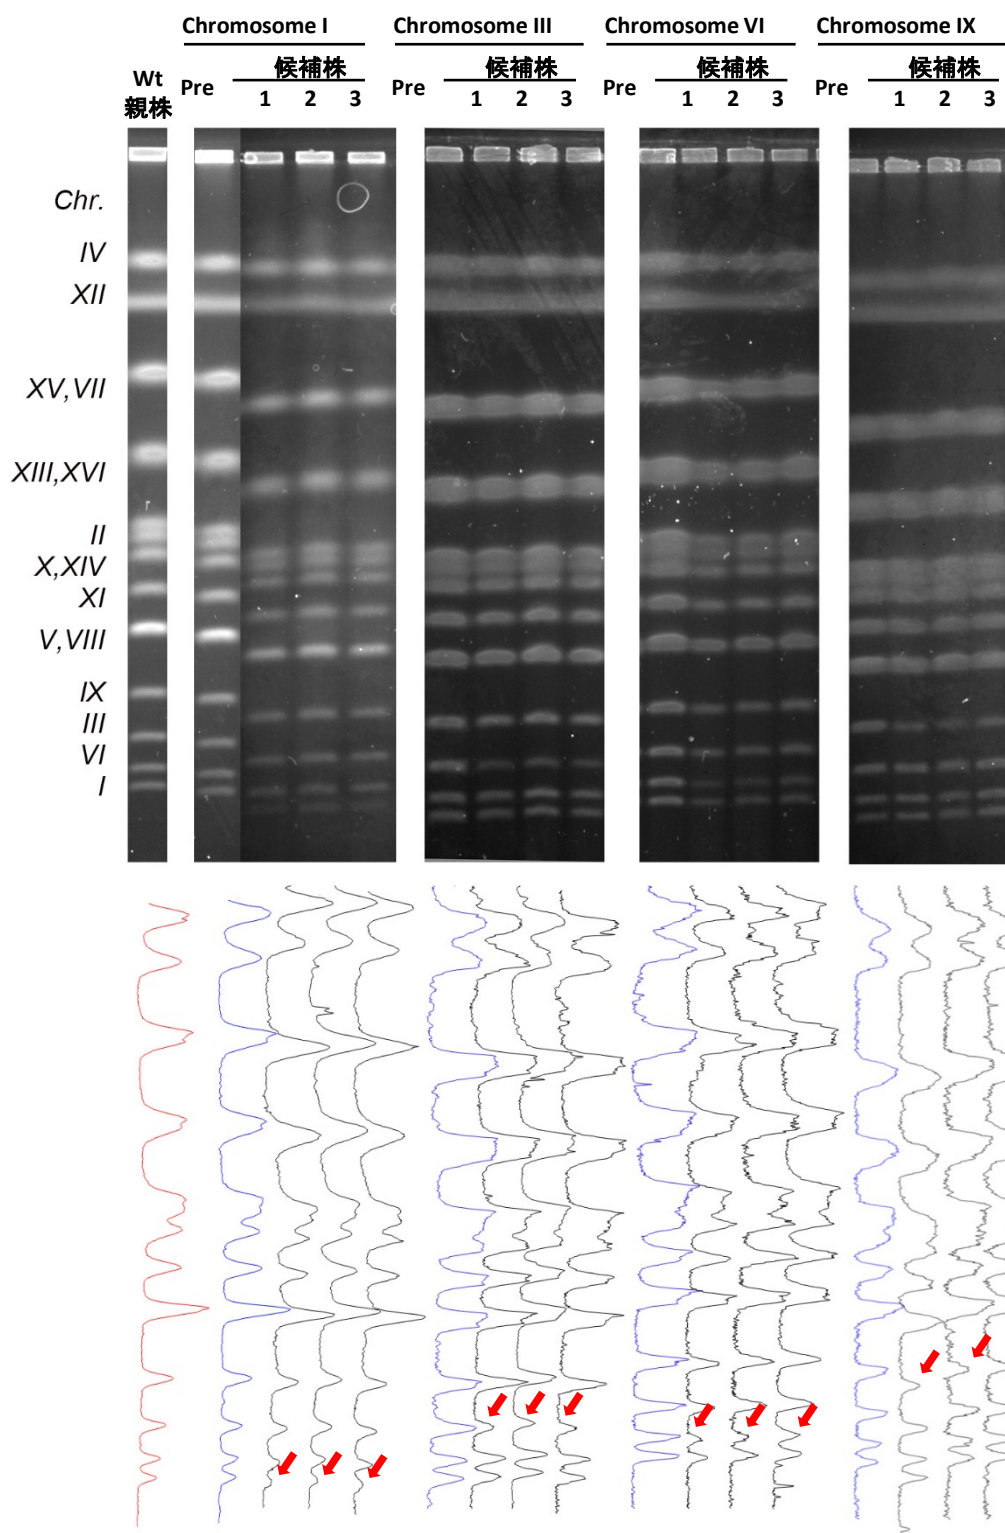 Chromosome I Chromosome III Chromosome VI Chromosome IX
候補株 候補株 候補株 候補株
Wt Pre Pre Pre Pre
親株 1 2 3 1 2 3 1 2 3 1 2 3
Chr.
IV
XII
XV,VII
XIII,XVI
II
X,XIV
XI
V,VIII
IX
III
VI
I